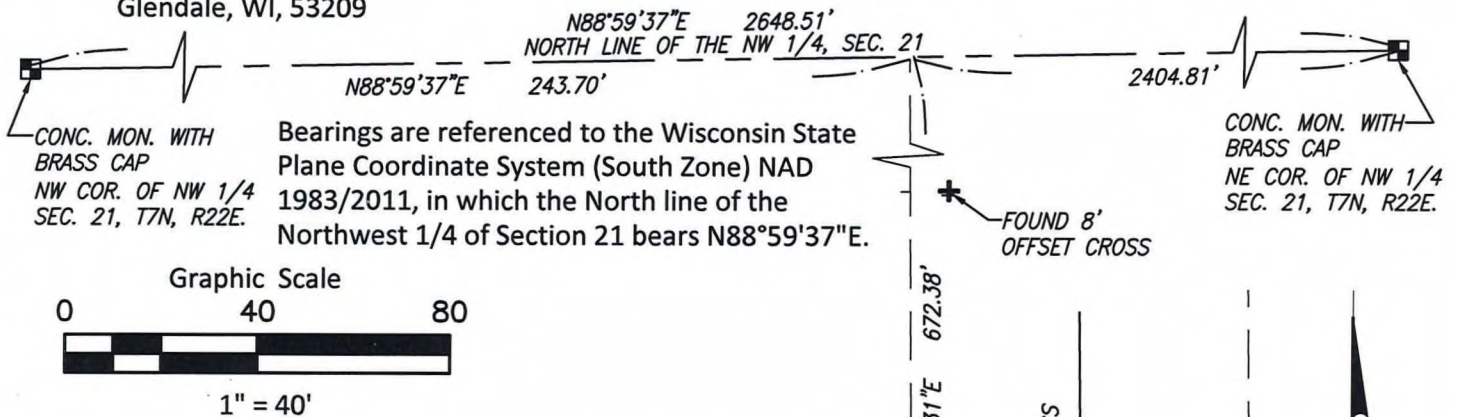 Glendale, WI, 53209
N88°59'37"E 2648.51'
NORTH LINE OF THE NW 1/4, SEC. 21
N88°59'37"E 243.70'
2404.81'
CONC. MON. WITH
BRASS CAP
NW COR. OF NW 1/4
SEC. 21, T7N, R22E.
Bearings are referenced to the Wisconsin State
Plane Coordinate System (South Zone) NAD
1983/2011, in which the North line of the
Northwest 1/4 of Section 21 bears N88°59'37"E.
CONC. MON. WITH
BRASS CAP
NE COR. OF NW 1/4
SEC. 21, T7N, R22E.
FOUND 8'
OFFSET CROSS
Graphic Scale
0 40 80
1" = 40'
31"E 672.38'